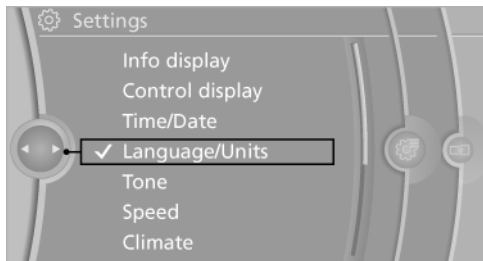 Settings
Info display
Control display
Time/Date
Language/Units
Tone
Speed
Climate